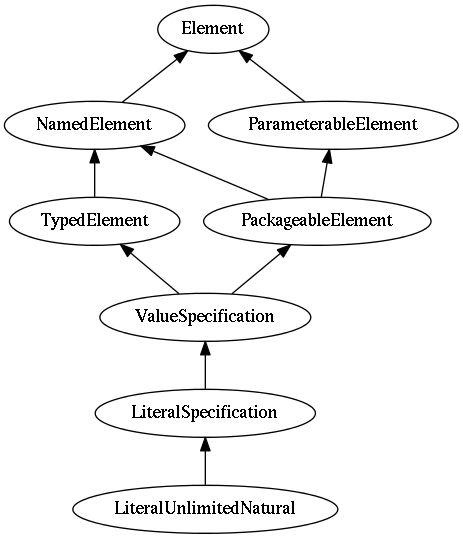 Element
NamedElement
ParameterableElement
TypedElement
PackageableElement
ValueSpecification
LiteralSpecification
LiteralUnlimitedNatural